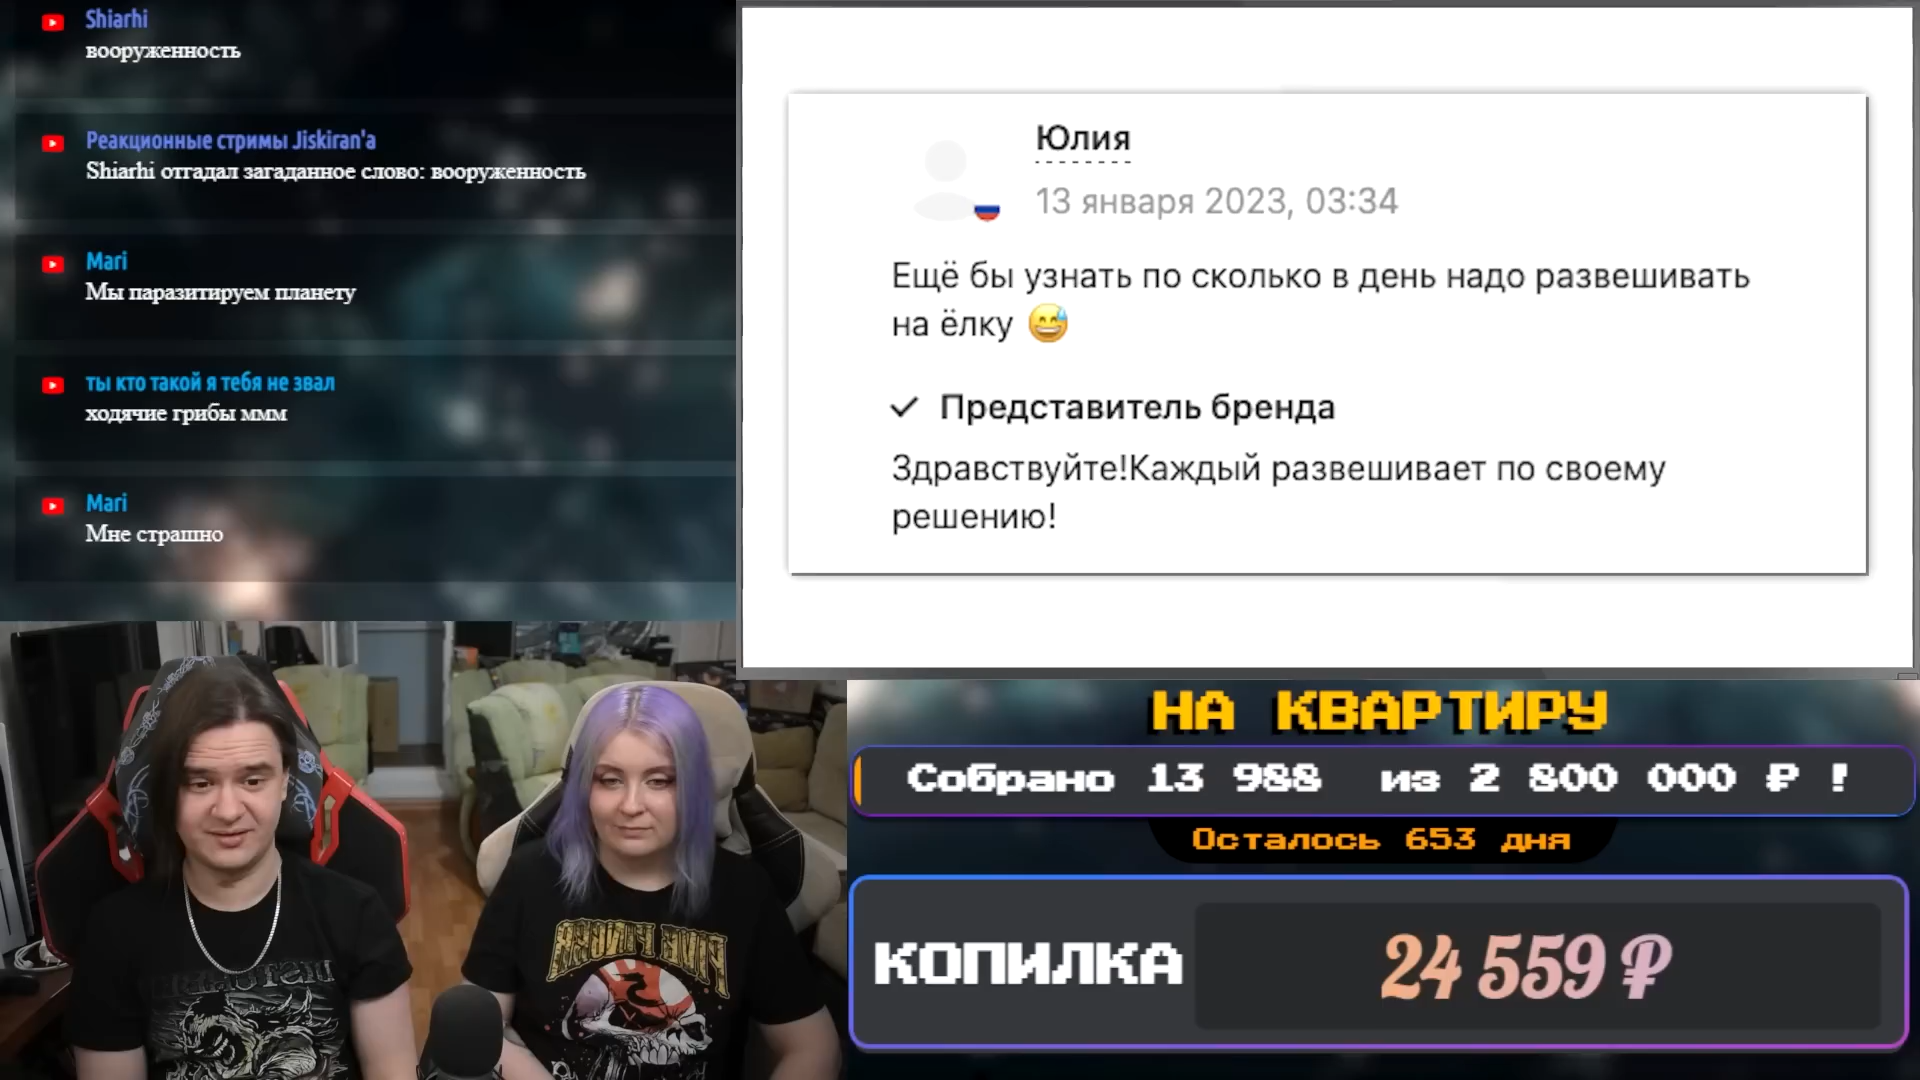 Shiarhi
вооруженность
Реакционные стримы Jiskiran'a
Shiarhi отгадал загаданное слово: вооруженность
Mari
Мы паразитируем планету
ты кто такой я тебя не звал
ходячие грибы ммм
Mari
Мне страшно
Юлия
13 января 2023, 03:34
Ещё бы узнать по сколько в день надо развешивать
на ёлку 😅
✓ Представитель бренда
Здравствуйте!Каждый развешивает по своему
решению!
НА КВАРТИРУ
Собрано 13 988 из 2 800 000 ₽ !
Осталось 653 дня
КОПИЛКА
24 559 ₽